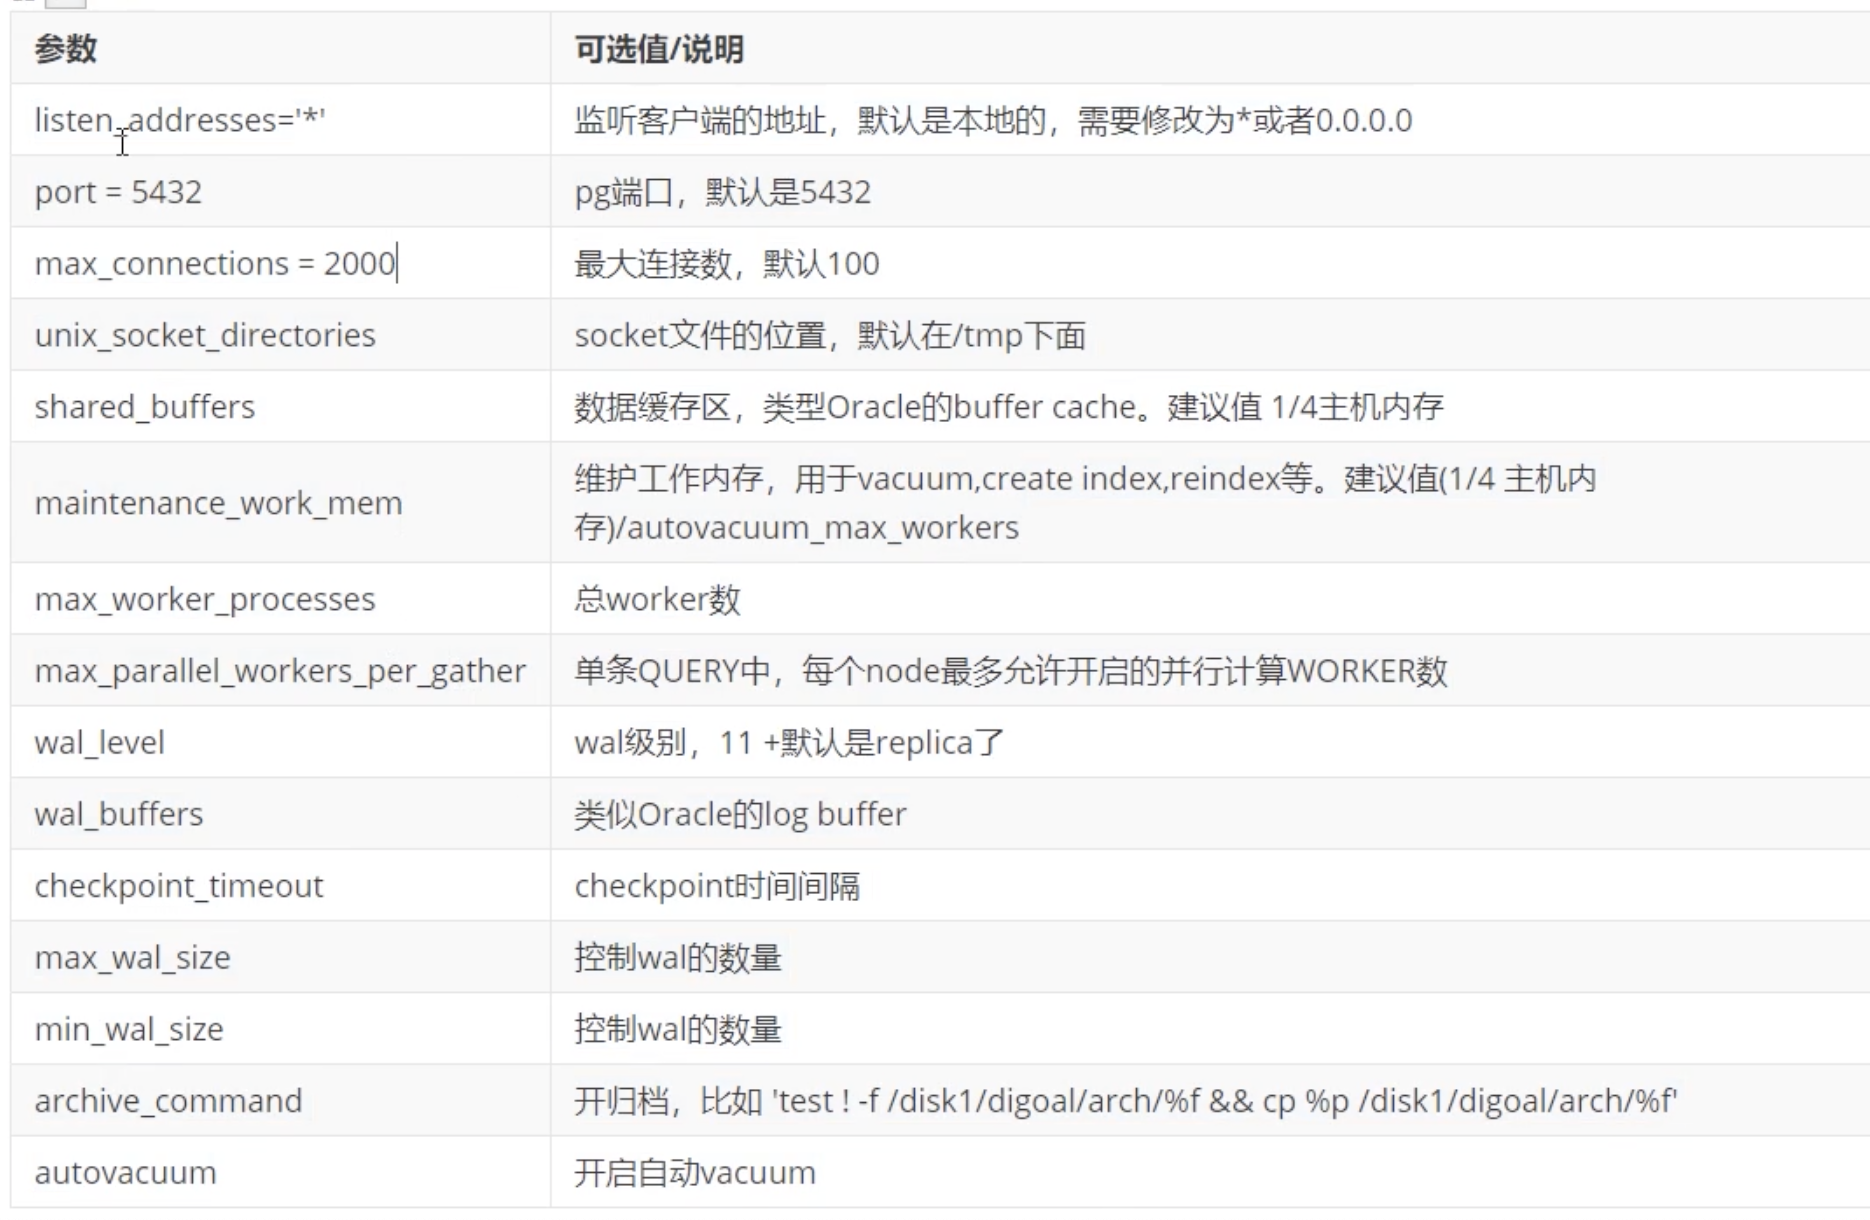 参数 可选值/说明
listen_addresses='*' 监听客户端的地址，默认是本地的，需要修改为*或者0.0.0.0
port = 5432 pg端口，默认是5432
max_connections = 2000 最大连接数，默认100
unix_socket_directories socket文件的位置，默认在/tmp下面
shared_buffers 数据缓存区，类型Oracle的buffer cache。建议值 1/4主机内存
maintenance_work_mem 维护工作内存，用于vacuum,create index,reindex等。建议值(1/4 主机内
存)/autovacuum_max_workers
max_worker_processes 总worker数
max_parallel_workers_per_gather 单条QUERY中，每个node最多允许开启的并行计算WORKER数
wal_level wal级别，11 +默认是replica了
wal_buffers 类似Oracle的log buffer
checkpoint_timeout checkpoint时间间隔
max_wal_size 控制wal的数量
min_wal_size 控制wal的数量
archive_command 开归档，比如 'test ! -f /disk1/digoal/arch/%f && cp %p /disk1/digoal/arch/%f'
autovacuum 开启自动vacuum